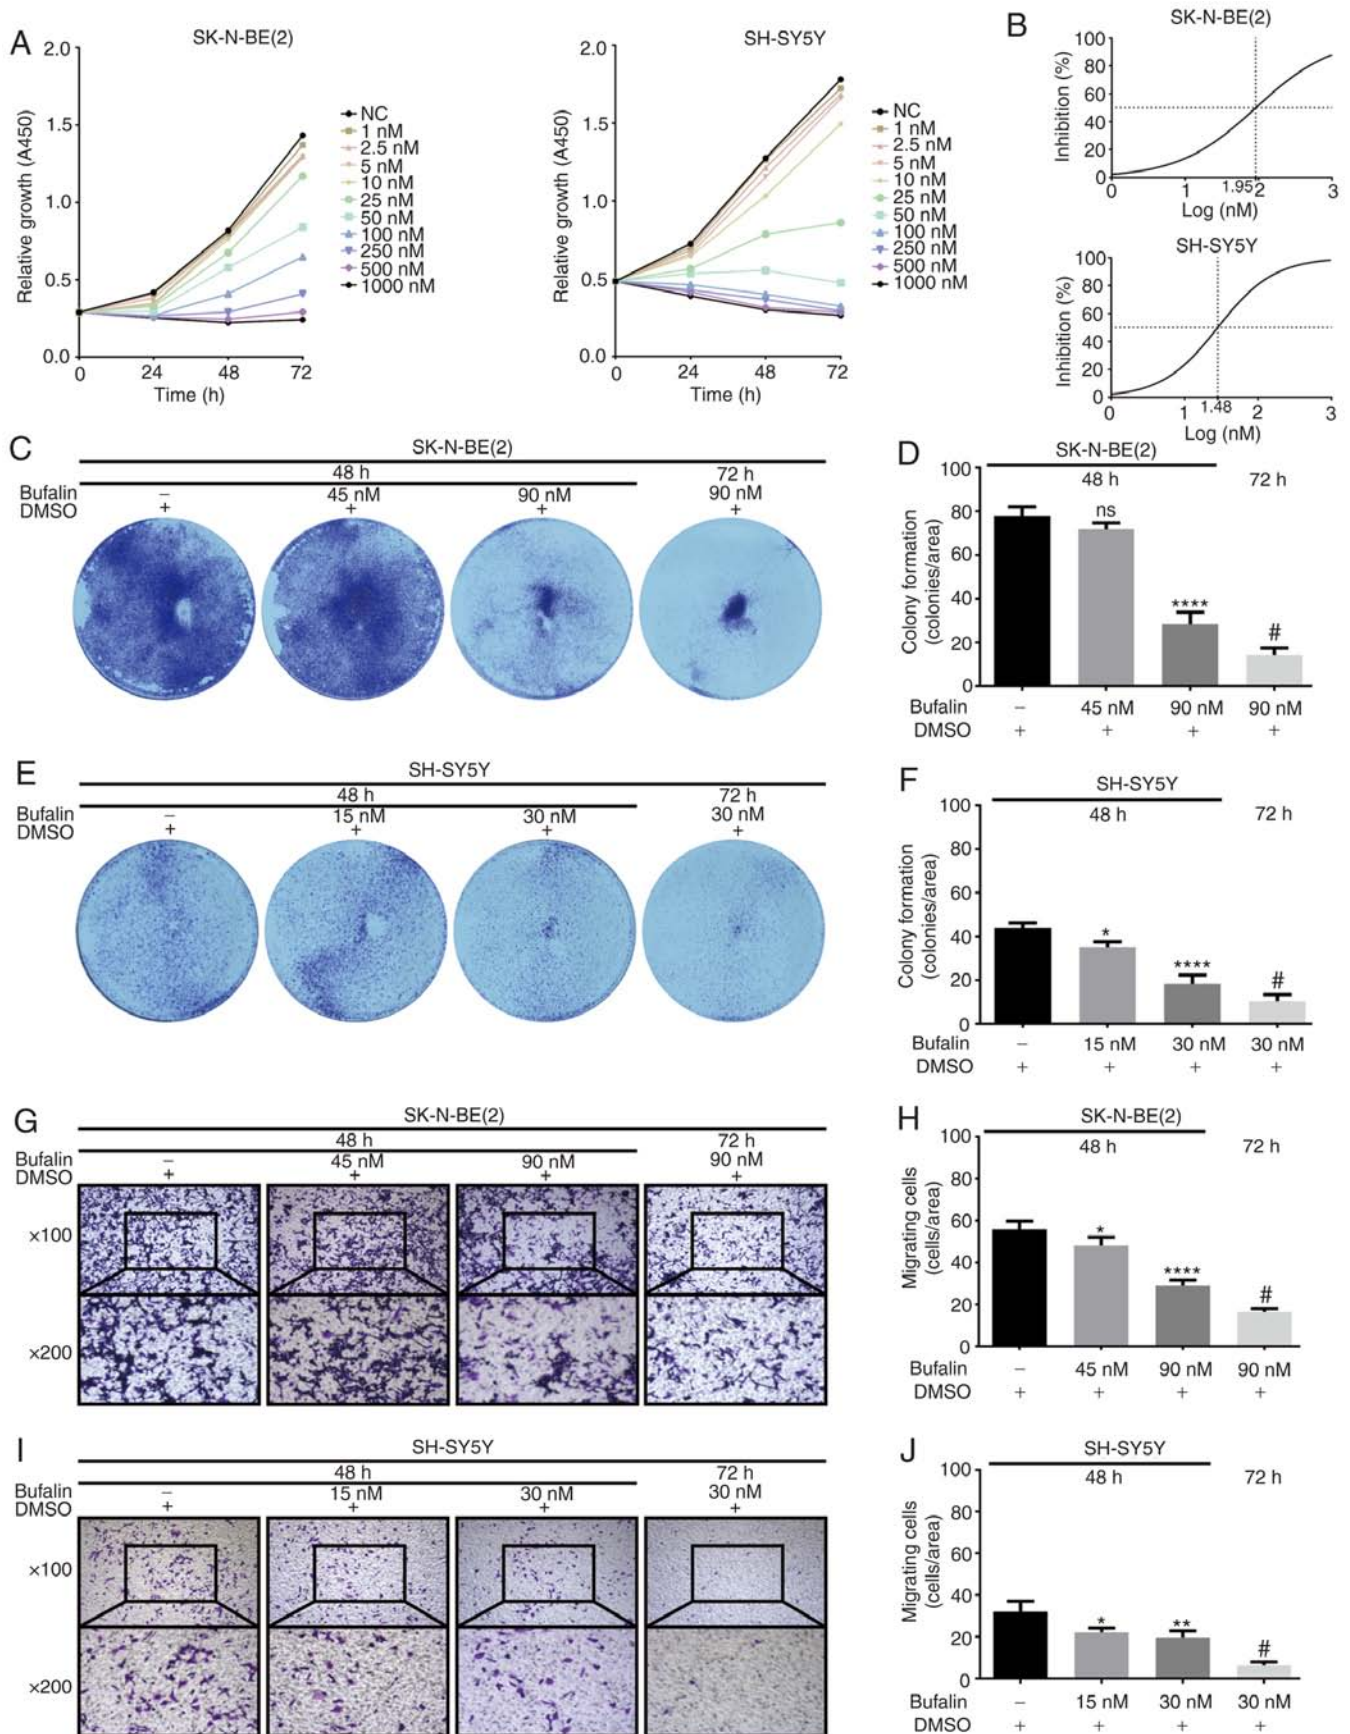 A
SK-N-BE(2)
Relative growth (A450)
2.0
1.5
1.0
0.5
0.0
0 24 48 72
Time (h)
NC
1 nM
2.5 nM
5 nM
10 nM
25 nM
50 nM
100 nM
250 nM
500 nM
1000 nM
SH-SY5Y
Relative growth (A450)
2.0
1.5
1.0
0.5
0.0
0 24 48 72
Time (h)
NC
1 nM
2.5 nM
5 nM
10 nM
25 nM
50 nM
100 nM
250 nM
500 nM
1000 nM
B
SK-N-BE(2)
Inhibition (%)
100
80
60
40
20
0
0 1 1.95 2 3
Log (nM)
SH-SY5Y
Inhibition (%)
100
80
60
40
20
0
0 1 1.48 2 3
Log (nM)
C
SK-N-BE(2)
48 h 72 h
Bufalin – 45 nM 90 nM 90 nM
DMSO + + + +
D
SK-N-BE(2)
48 h 72 h
Colony formation
(colonies/area)
100
80
60
40
20
0
ns
****
#
Bufalin – 45 nM 90 nM 90 nM
DMSO + + + +
E
SH-SY5Y
48 h 72 h
Bufalin – 15 nM 30 nM 30 nM
DMSO + + + +
F
SH-SY5Y
48 h 72 h
Colony formation
(colonies/area)
100
80
60
40
20
0
*
****
#
Bufalin – 15 nM 30 nM 30 nM
DMSO + + + +
G
SK-N-BE(2)
48 h 72 h
Bufalin – 45 nM 90 nM 90 nM
DMSO + + + +
×100
×200
H
SK-N-BE(2)
48 h 72 h
Migrating cells
(cells/area)
100
80
60
40
20
0
*
****
#
Bufalin – 45 nM 90 nM 90 nM
DMSO + + + +
I
SH-SY5Y
48 h 72 h
Bufalin – 15 nM 30 nM 30 nM
DMSO + + + +
×100
×200
J
SH-SY5Y
48 h 72 h
Migrating cells
(cells/area)
100
80
60
40
20
0
*
**
#
Bufalin – 15 nM 30 nM 30 nM
DMSO + + + +